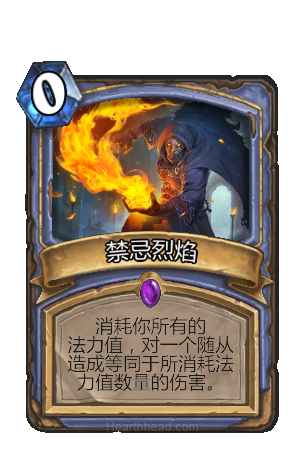 0
禁忌烈焰
消耗你所有的
法力值，对一个随从
造成等同于所消耗法
力值数量的伤害。
Hearthhead.com